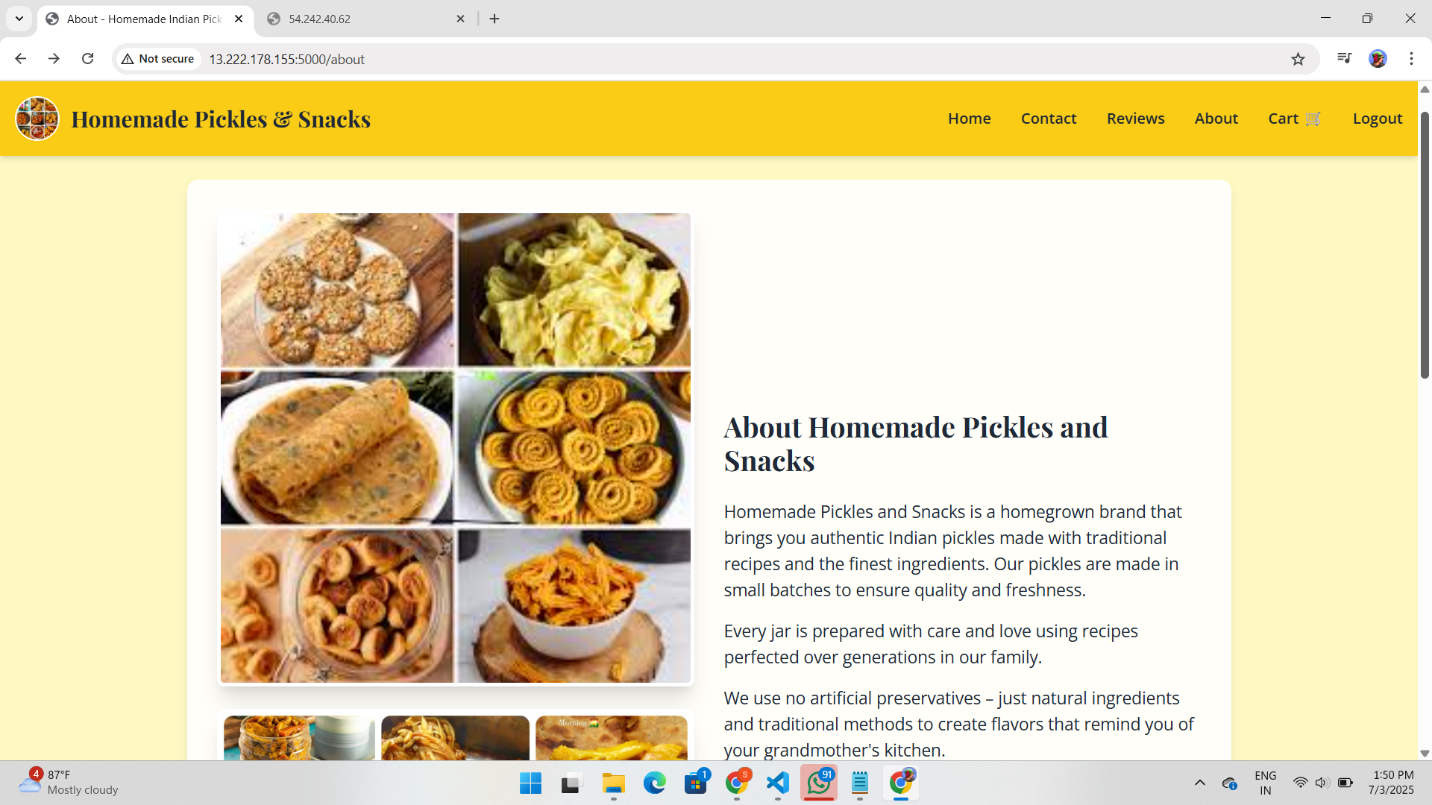 About - Homemade Indian Pick
54.242.40.62
Not secure
13.222.178.155:5000/about
Homemade Pickles & Snacks
Home Contact Reviews About Cart 🛒 Logout
About Homemade Pickles and
Snacks
Homemade Pickles and Snacks is a homegrown brand that
brings you authentic Indian pickles made with traditional
recipes and the finest ingredients. Our pickles are made in
small batches to ensure quality and freshness.
Every jar is prepared with care and love using recipes
perfected over generations in our family.
We use no artificial preservatives – just natural ingredients
and traditional methods to create flavors that remind you of
your grandmother's kitchen.
4
87°F
Mostly cloudy
1
S
91
ENG
IN
1:50 PM
7/3/2025